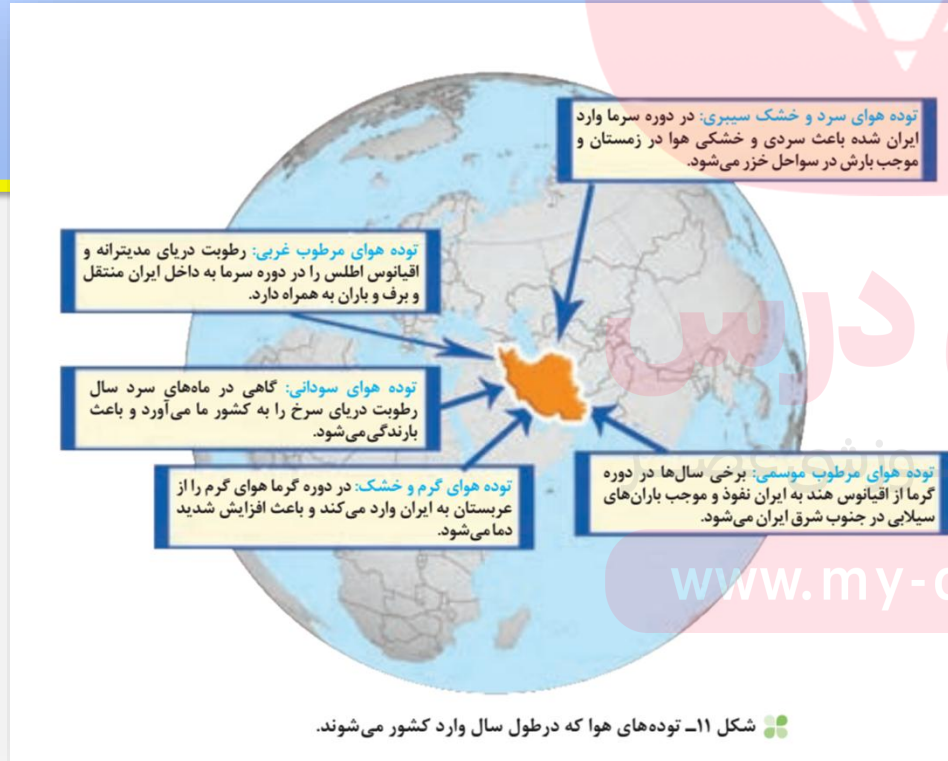 توده هوای سرد و خشک سیبری: در دوره سرما وارد
ایران شده باعث سردی و خشکی هوا در زمستان و
موجب بارش در سواحل خزر می‌شود.
توده هوای مرطوب غربی: رطوبت دریای مدیترانه و
اقیانوس اطلس را در دوره سرما به داخل ایران منتقل
و برف و باران به همراه دارد.
درس
توده هوای سودانی: گاهی در ماه‌های سرد سال
رطوبت دریای سرخ را به کشور ما می‌آورد و باعث
بارندگی می‌شود.
توده هوای مرطوب موسمی: برخی سال‌ها در دوره
گرما از اقیانوس هند به ایران نفوذ و موجب باران‌های
سیلابی در جنوب شرق ایران می‌شود.
توده هوای گرم و خشک: در دوره گرما هوای گرم را از
عربستان به ایران وارد می‌کند و باعث افزایش شدید
دما می‌شود.
www.my-d
شکل ۱۱ــ توده‌های هوا که درطول سال وارد کشور می‌شوند.